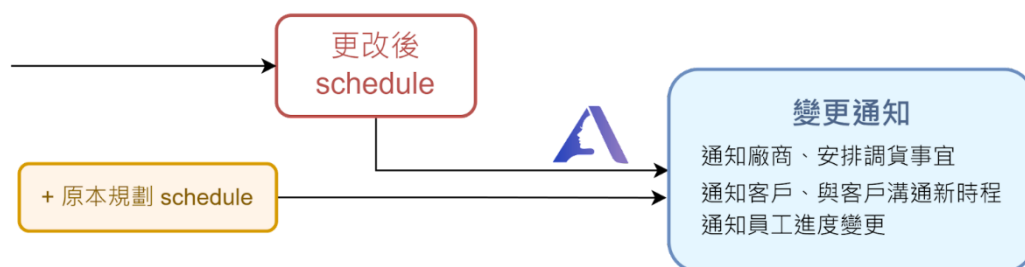 更改後
schedule
+ 原本規劃 schedule
變更通知
通知廠商、安排調貨事宜
通知客戶、與客戶溝通新時程
通知員工進度變更